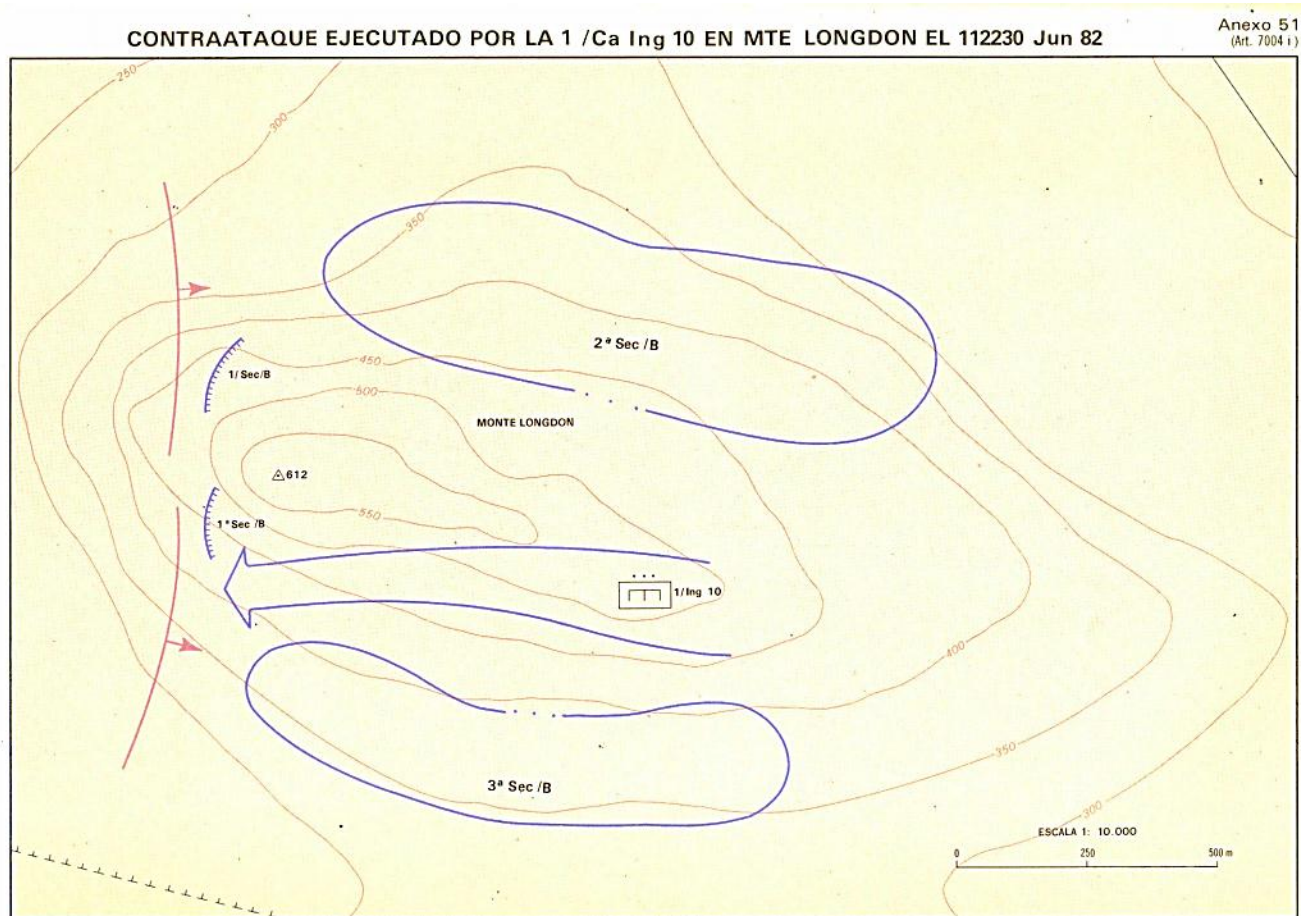 CONTRAATAQUE EJECUTADO POR LA 1 /Ca Ing 10 EN MTE LONGDON EL 112230 Jun 82
Anexo 51
(Art. 7004 i)
250
300
350
2ª Sec /B
450
1/ Sec/B
500
MONTE LONGDON
612
550
1ª Sec /B
1/Ing 10
400
350
3ª Sec /B
300
ESCALA 1: 10.000
0 250 500 m